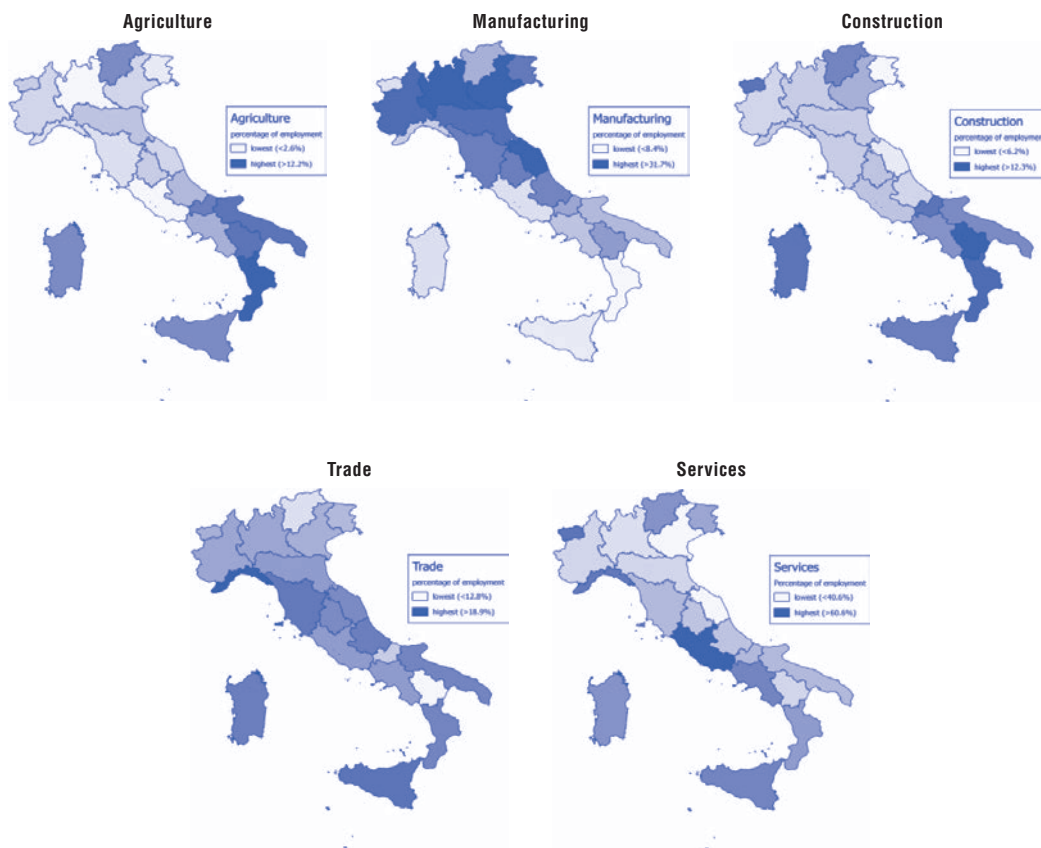 Agriculture
Manufacturing
Construction
Agriculture
percentage of employment
lowest (<2.6%)
highest (>12.2%)
Manufacturing
percentage of employment
lowest (<8.4%)
highest (>31.7%)
Construction
percentage of employment
lowest (<6.2%)
highest (>12.3%)
Trade
Services
Trade
percentage of employment
lowest (<12.8%)
highest (>18.9%)
Services
Percentage of employment
lowest (<40.6%)
highest (>60.6%)